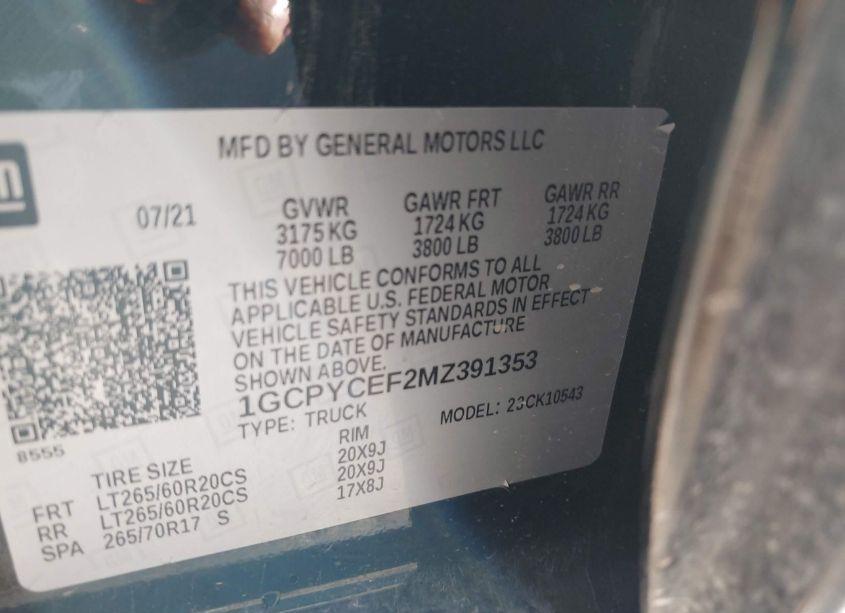 MFD BY GENERAL MOTORS LLC
07/21
GVWR GAWR FRT GAWR RR
3175 KG 1724 KG 1724 KG
7000 LB 3800 LB 3800 LB
THIS VEHICLE CONFORMS TO ALL
APPLICABLE U.S. FEDERAL MOTOR
VEHICLE SAFETY STANDARDS IN EFFECT
ON THE DATE OF MANUFACTURE
SHOWN ABOVE.
1GCPYCEF2MZ391353
TYPE: TRUCK MODEL: 23CK10543
8555
TIRE SIZE RIM
FRT LT265/60R20CS 20X9J
RR LT265/60R20CS 20X9J
SPA 265/70R17 S 17X8J